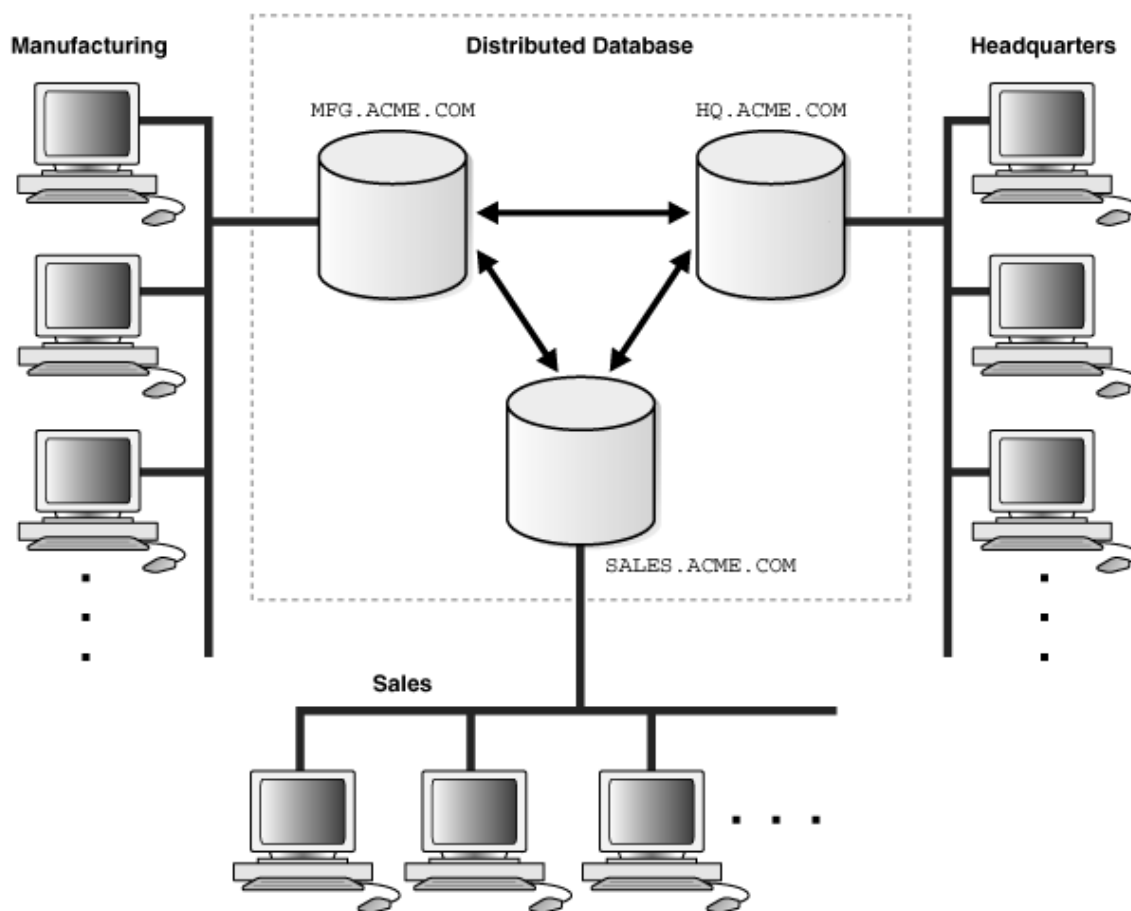 Manufacturing
Distributed Database
Headquarters
MFG.ACME.COM
HQ.ACME.COM
SALES.ACME.COM
Sales